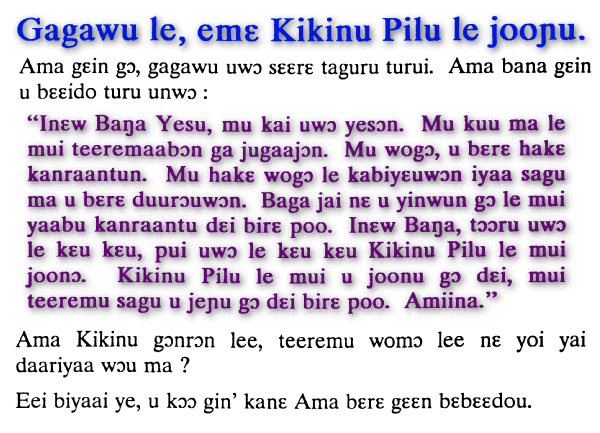 Gagawu le, emɛ Kikinu Pilu le jooɲu.
Ama gɛin gɔ, gagawu uwɔ sɛɛrɛ taguru turui. Ama bana gɛin
u bɛɛido turu unwɔ :
“Inɛw Baŋa Yesu, mu kai uwɔ yesɔn. Mu kuu ma le
mui teeremaabɔn ga jugaajɔn. Mu wogɔ, u bɛrɛ hakɛ
kanraantun. Mu hakɛ wogɔ le kabiyɛuwɔn iyaa sagu
ma u bɛrɛ duurɔuwɔn. Baga jai nɛ u yinwun gɔ le mui
yaabu kanraantu dɛi birɛ poo. Inɛw Baŋa, tɔɔru uwɔ
le kɛu kɛu, pui uwɔ le kɛu kɛu Kikinu Pilu le mui
joonɔ. Kikinu Pilu le mui u joonu gɔ dɛi, mui
teeremu sagu u jeɲu gɔ dɛi birɛ poo. Amiina.”
Ama Kikinu gɔnrɔn lee, teeremu womɔ lee nɛ yoi yai
daariyaa wɔu ma ?
Eei biyaai ye, u kɔɔ gin’ kanɛ Ama bɛrɛ gɛɛn bɛbɛɛdou.